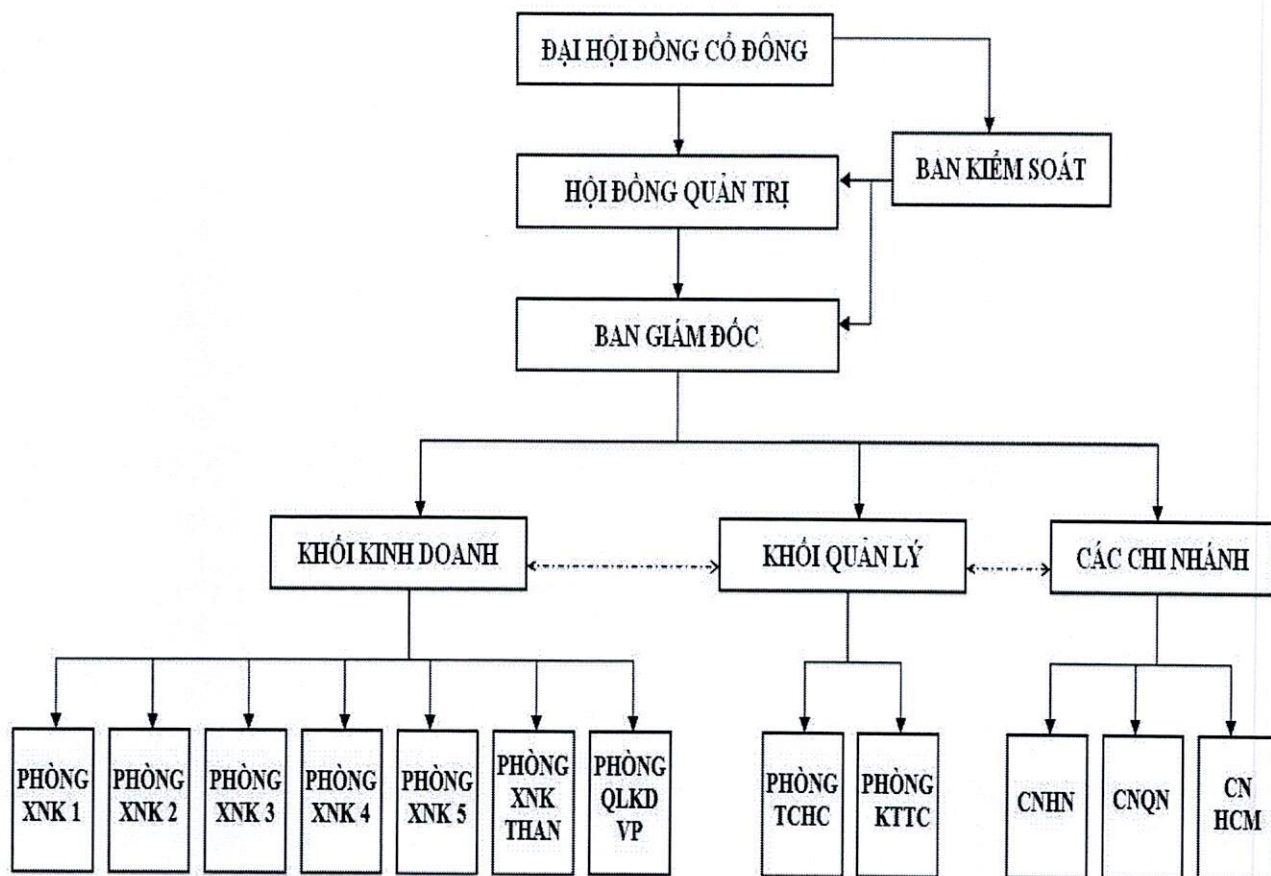 ĐẠI HỘI ĐỒNG CỔ ĐÔNG
BAN KIỂM SOÁT
HỘI ĐỒNG QUẢN TRỊ
BAN GIÁM ĐỐC
KHỐI KINH DOANH
KHỐI QUẢN LÝ
CÁC CHI NHÁNH
PHÒNG
XNK 1
PHÒNG
XNK 2
PHÒNG
XNK 3
PHÒNG
XNK 4
PHÒNG
XNK 5
PHÒNG
XNK
THAN
PHÒNG
QLKD
VP
PHÒNG
TCHC
PHÒNG
KTTC
CNHN
CNQN
CN
HCM